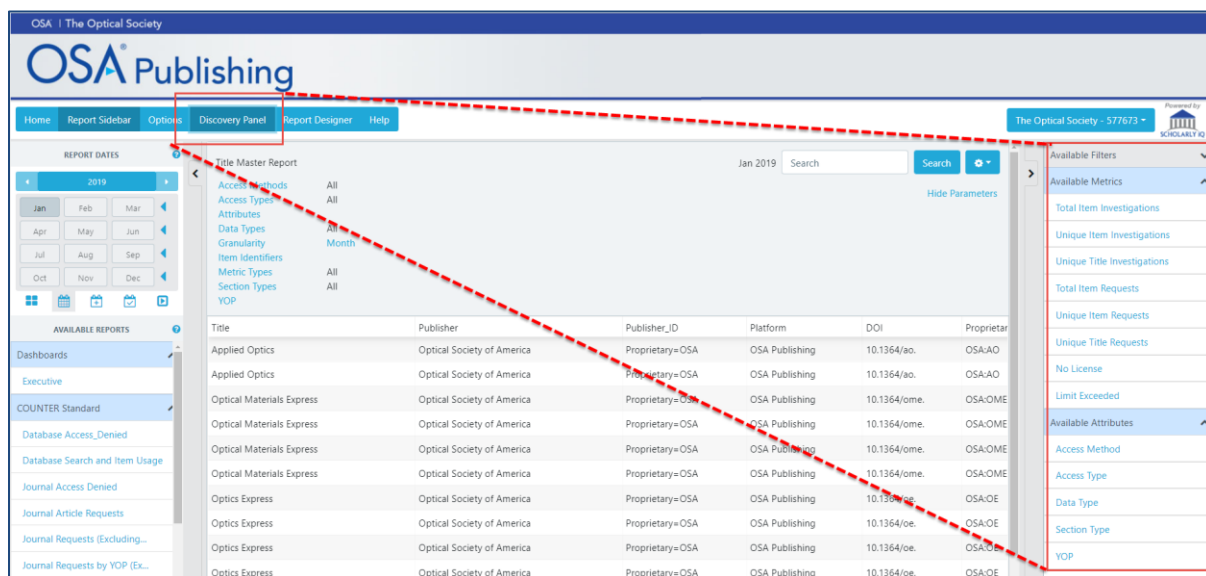 OSA | The Optical Society
OSA Publishing
Home Report Sidebar Options Discovery Panel Report Designer Help
The Optical Society - 577673
Powered by
SCHOLARLY IQ
REPORT DATES
2019
Jan Feb Mar
Apr May Jun
Jul Aug Sep
Oct Nov Dec
AVAILABLE REPORTS
Dashboards
Executive
COUNTER Standard
Database Access_Denied
Database Search and Item Usage
Journal Access Denied
Journal Article Requests
Journal Requests (Excluding...
Journal Requests by YOP (Ex...
Title Master Report
Jan 2019 Search Search
Hide Parameters
Access Methods All
Access Types All
Attributes
Data Types All
Granularity Month
Item Identifiers
Metric Types All
Section Types All
YOP
Title Publisher Publisher_ID Platform DOI Proprietar
Applied Optics Optical Society of America Proprietary=OSA OSA Publishing 10.1364/ao. OSA:AO
Applied Optics Optical Society of America Proprietary=OSA OSA Publishing 10.1364/ao. OSA:AO
Optical Materials Express Optical Society of America Proprietary=OSA OSA Publishing 10.1364/ome. OSA:OME
Optical Materials Express Optical Society of America Proprietary=OSA OSA Publishing 10.1364/ome. OSA:OME
Optical Materials Express Optical Society of America Proprietary=OSA OSA Publishing 10.1364/ome. OSA:OME
Optical Materials Express Optical Society of America Proprietary=OSA OSA Publishing 10.1364/ome. OSA:OME
Optics Express Optical Society of America Proprietary=OSA OSA Publishing 10.1364/oe. OSA:OE
Optics Express Optical Society of America Proprietary=OSA OSA Publishing 10.1364/oe. OSA:OE
Optics Express Optical Society of America Proprietary=OSA OSA Publishing 10.1364/oe. OSA:OE
Optics Express Optical Society of America Proprietary=OSA OSA Publishing 10.1364/oe. OSA:OE
Available Filters
Available Metrics
Total Item Investigations
Unique Item Investigations
Unique Title Investigations
Total Item Requests
Unique Item Requests
Unique Title Requests
No License
Limit Exceeded
Available Attributes
Access Method
Access Type
Data Type
Section Type
YOP